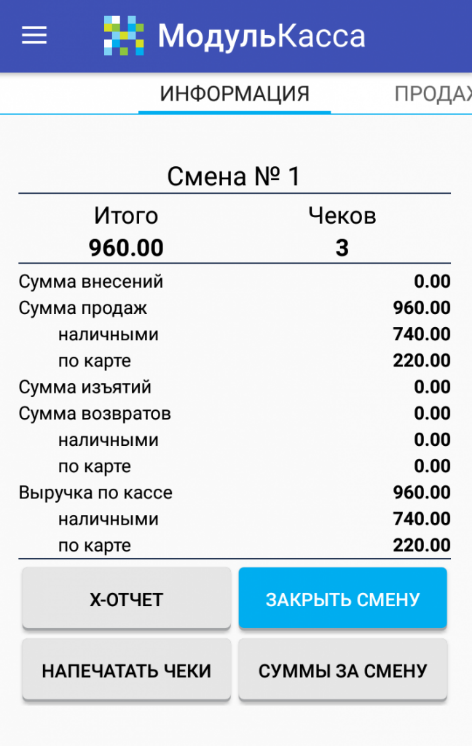 МодульКасса
ИНФОРМАЦИЯ ПРОДАЖ
Смена № 1
Итого Чеков
960.00 3
Сумма внесений 0.00
Сумма продаж 960.00
наличными 740.00
по карте 220.00
Сумма изъятий 0.00
Сумма возвратов 0.00
наличными 0.00
по карте 0.00
Выручка по кассе 960.00
наличными 740.00
по карте 220.00
X-ОТЧЕТ ЗАКРЫТЬ СМЕНУ
НАПЕЧАТАТЬ ЧЕКИ СУММЫ ЗА СМЕНУ